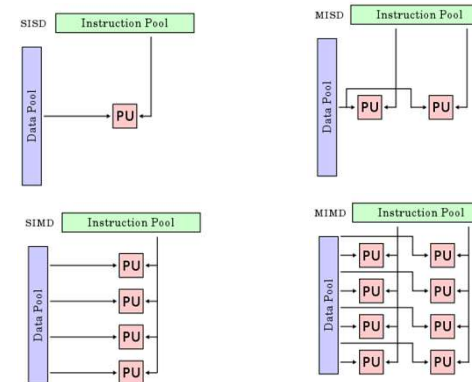 SISD Instruction Pool
Data Pool
PU
MISD Instruction Pool
Data Pool
PU PU
SIMD Instruction Pool
Data Pool
PU
PU
PU
PU
MIMD Instruction Pool
Data Pool
PU PU
PU PU
PU PU
PU PU